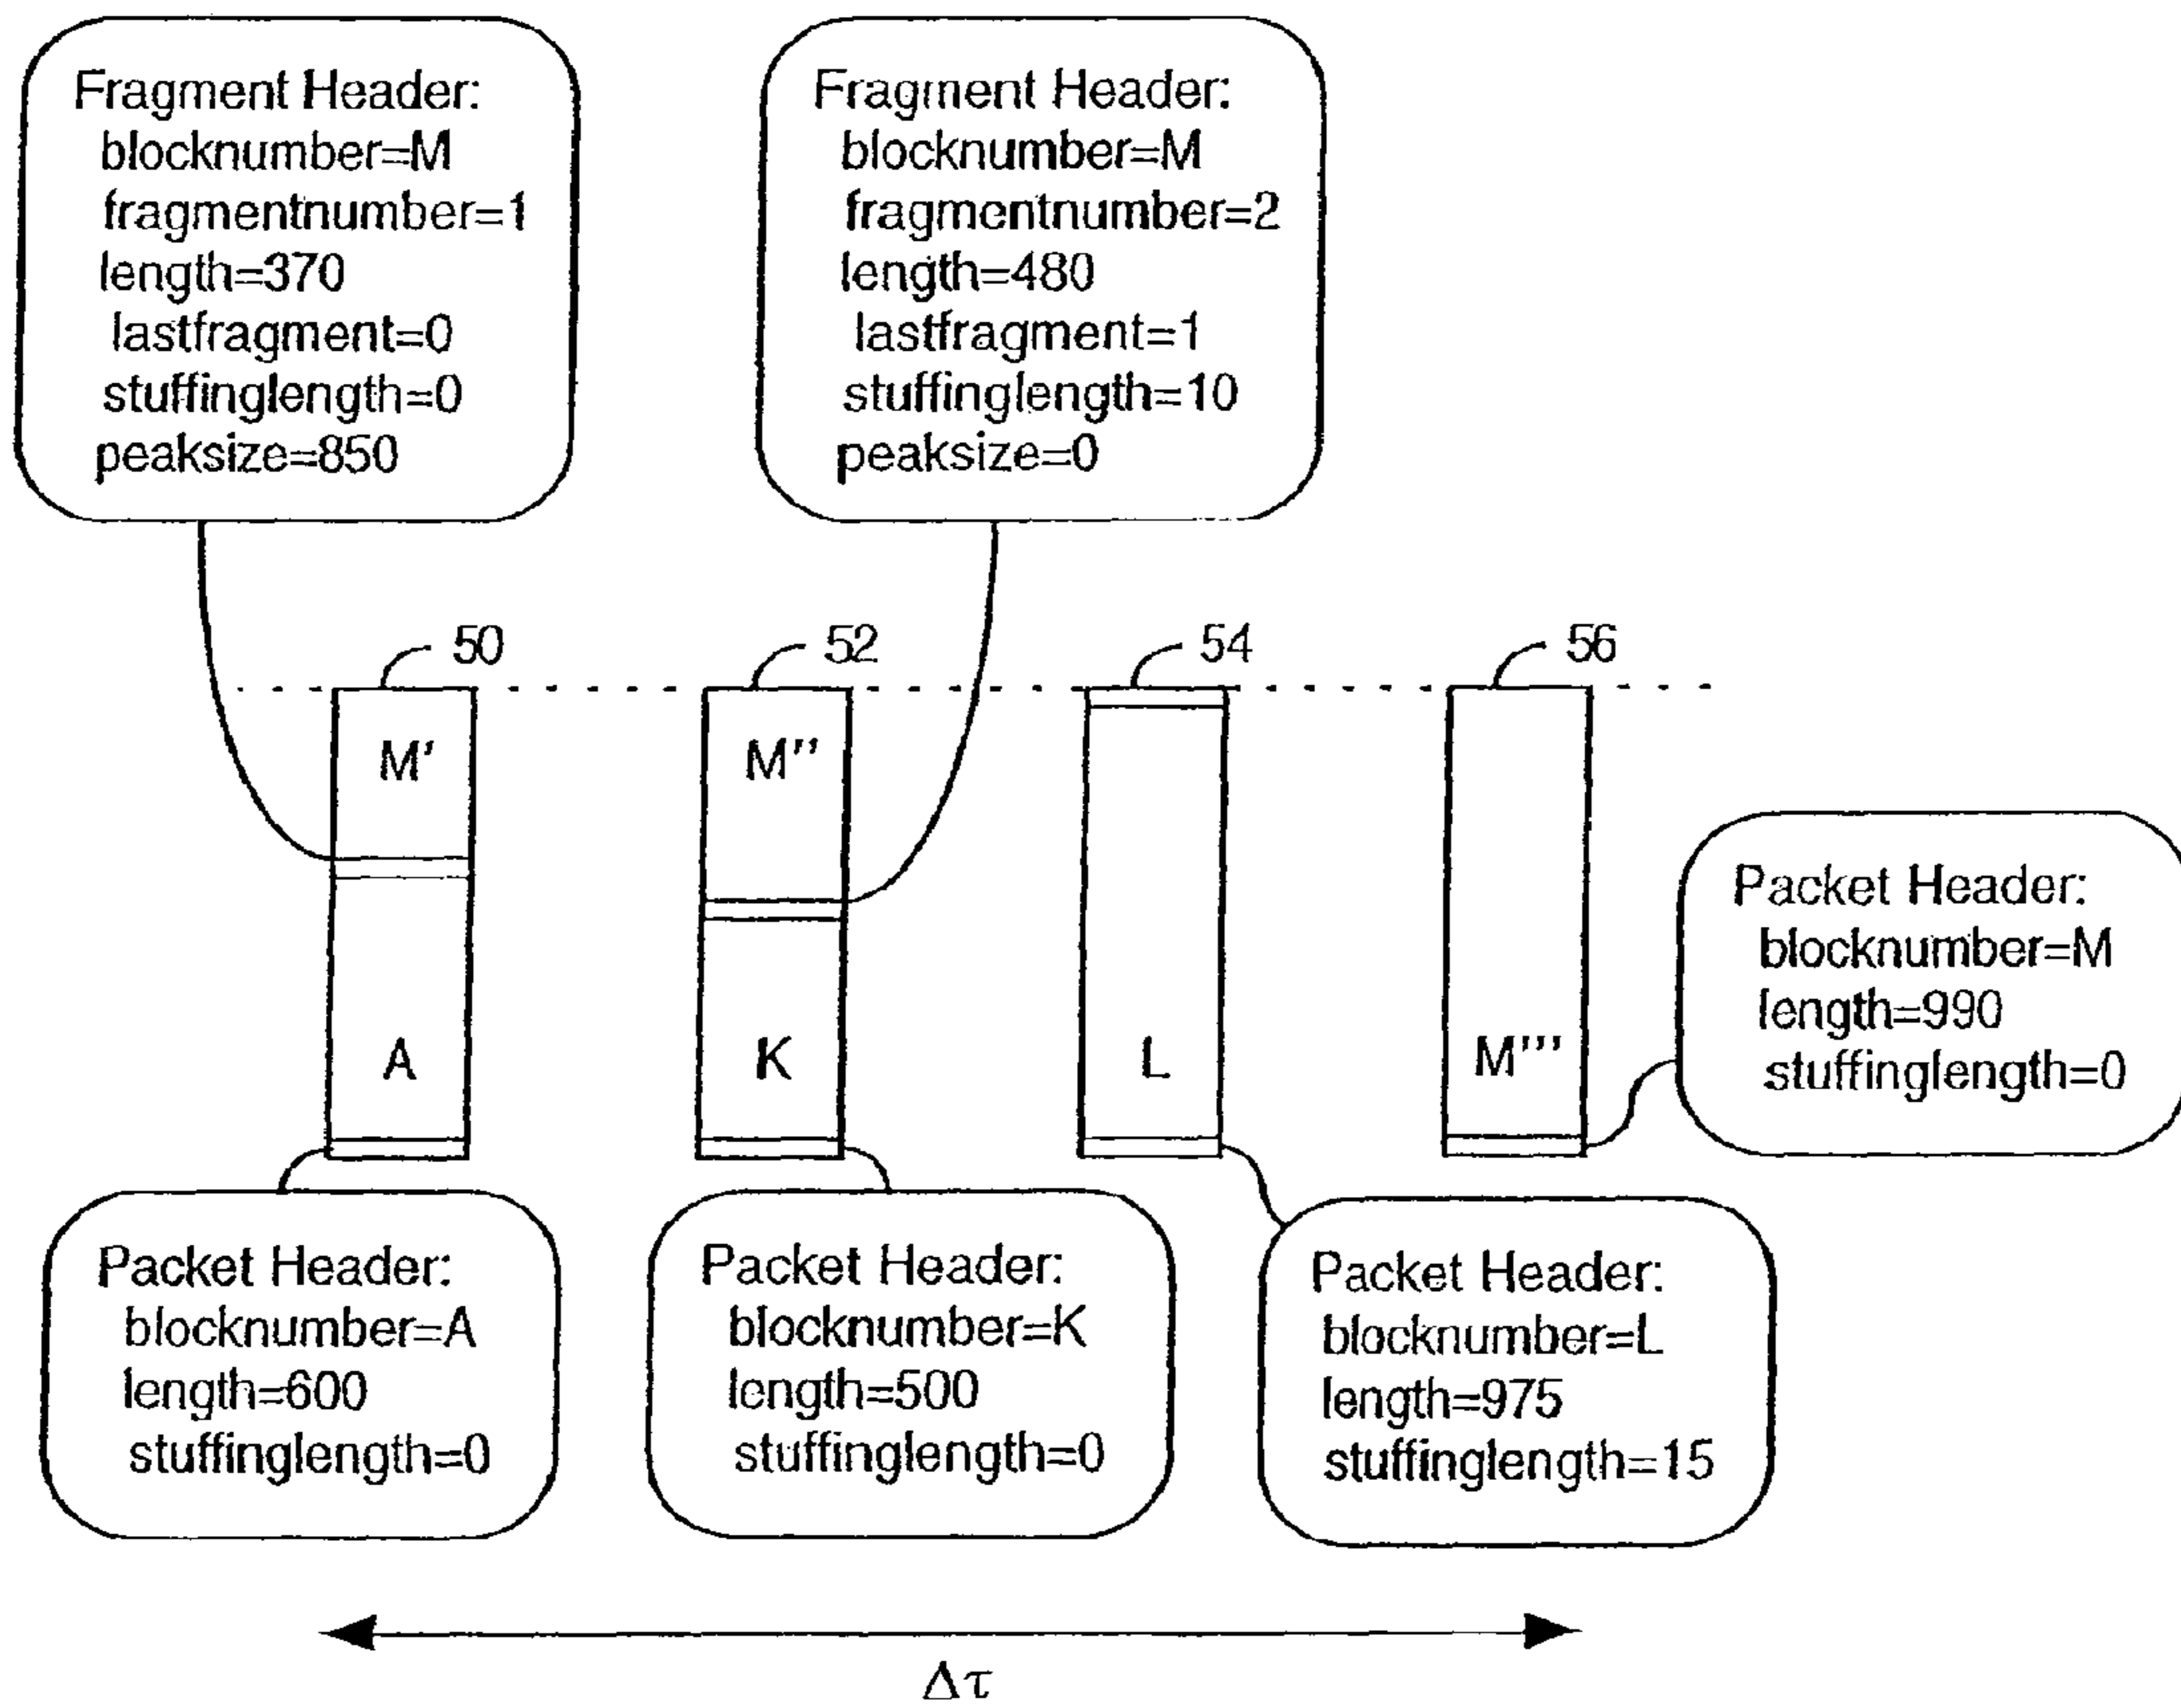 Fragment Header:
blocknumber=M
fragmentnumber=1
length=370
lastfragment=0
stuffinglength=0
peaksize=850
Fragment Header:
blocknumber=M
fragmentnumber=2
length=480
lastfragment=1
stuffinglength=10
peaksize=0
50
52
54
56
M'
M''
A
K
L
M'''
Packet Header:
blocknumber=M
length=990
stuffinglength=0
Packet Header:
blocknumber=A
length=600
stuffinglength=0
Packet Header:
blocknumber=K
length=500
stuffinglength=0
Packet Header:
blocknumber=L
length=975
stuffinglength=15
Δτ